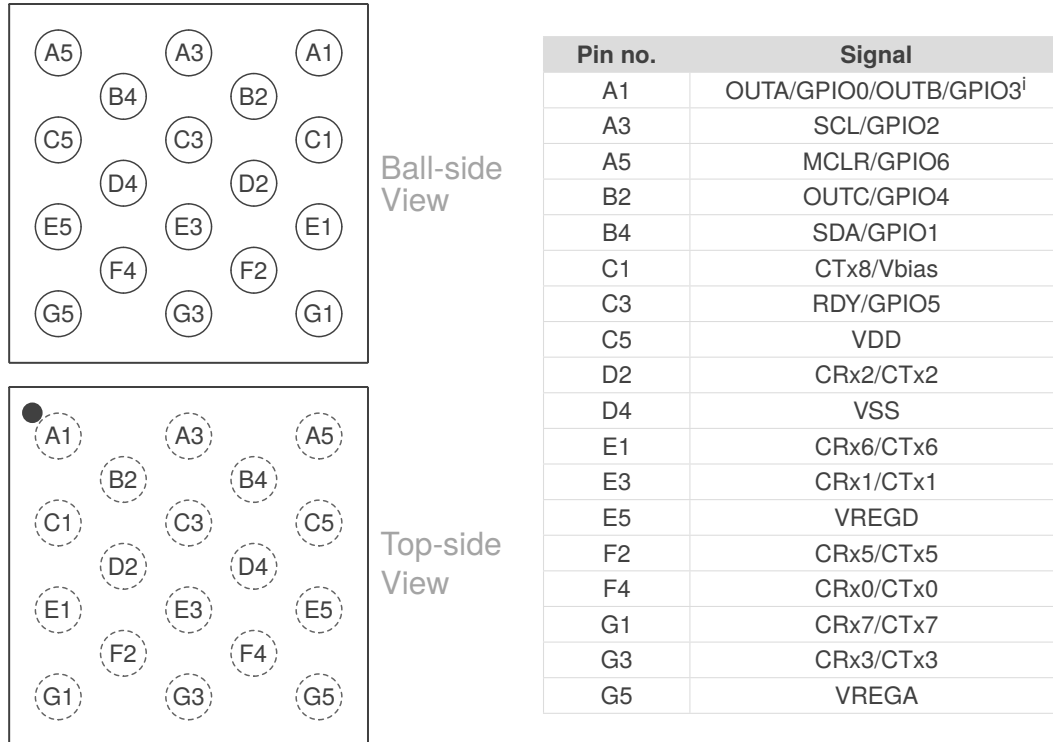 A5 A3 A1
B4 B2
C5 C3 C1
D4 D2
E5 E3 E1
F4 F2
G5 G3 G1
Ball-side
View
A1 A3 A5
B2 B4
C1 C3 C5
D2 D4
E1 E3 E5
F2 F4
G1 G3 G5
Top-side
View
Pin no. Signal
A1 OUTA/GPIO0/OUTB/GPIO3i
A3 SCL/GPIO2
A5 MCLR/GPIO6
B2 OUTC/GPIO4
B4 SDA/GPIO1
C1 CTx8/Vbias
C3 RDY/GPIO5
C5 VDD
D2 CRx2/CTx2
D4 VSS
E1 CRx6/CTx6
E3 CRx1/CTx1
E5 VREGD
F2 CRx5/CTx5
F4 CRx0/CTx0
G1 CRx7/CTx7
G3 CRx3/CTx3
G5 VREGA